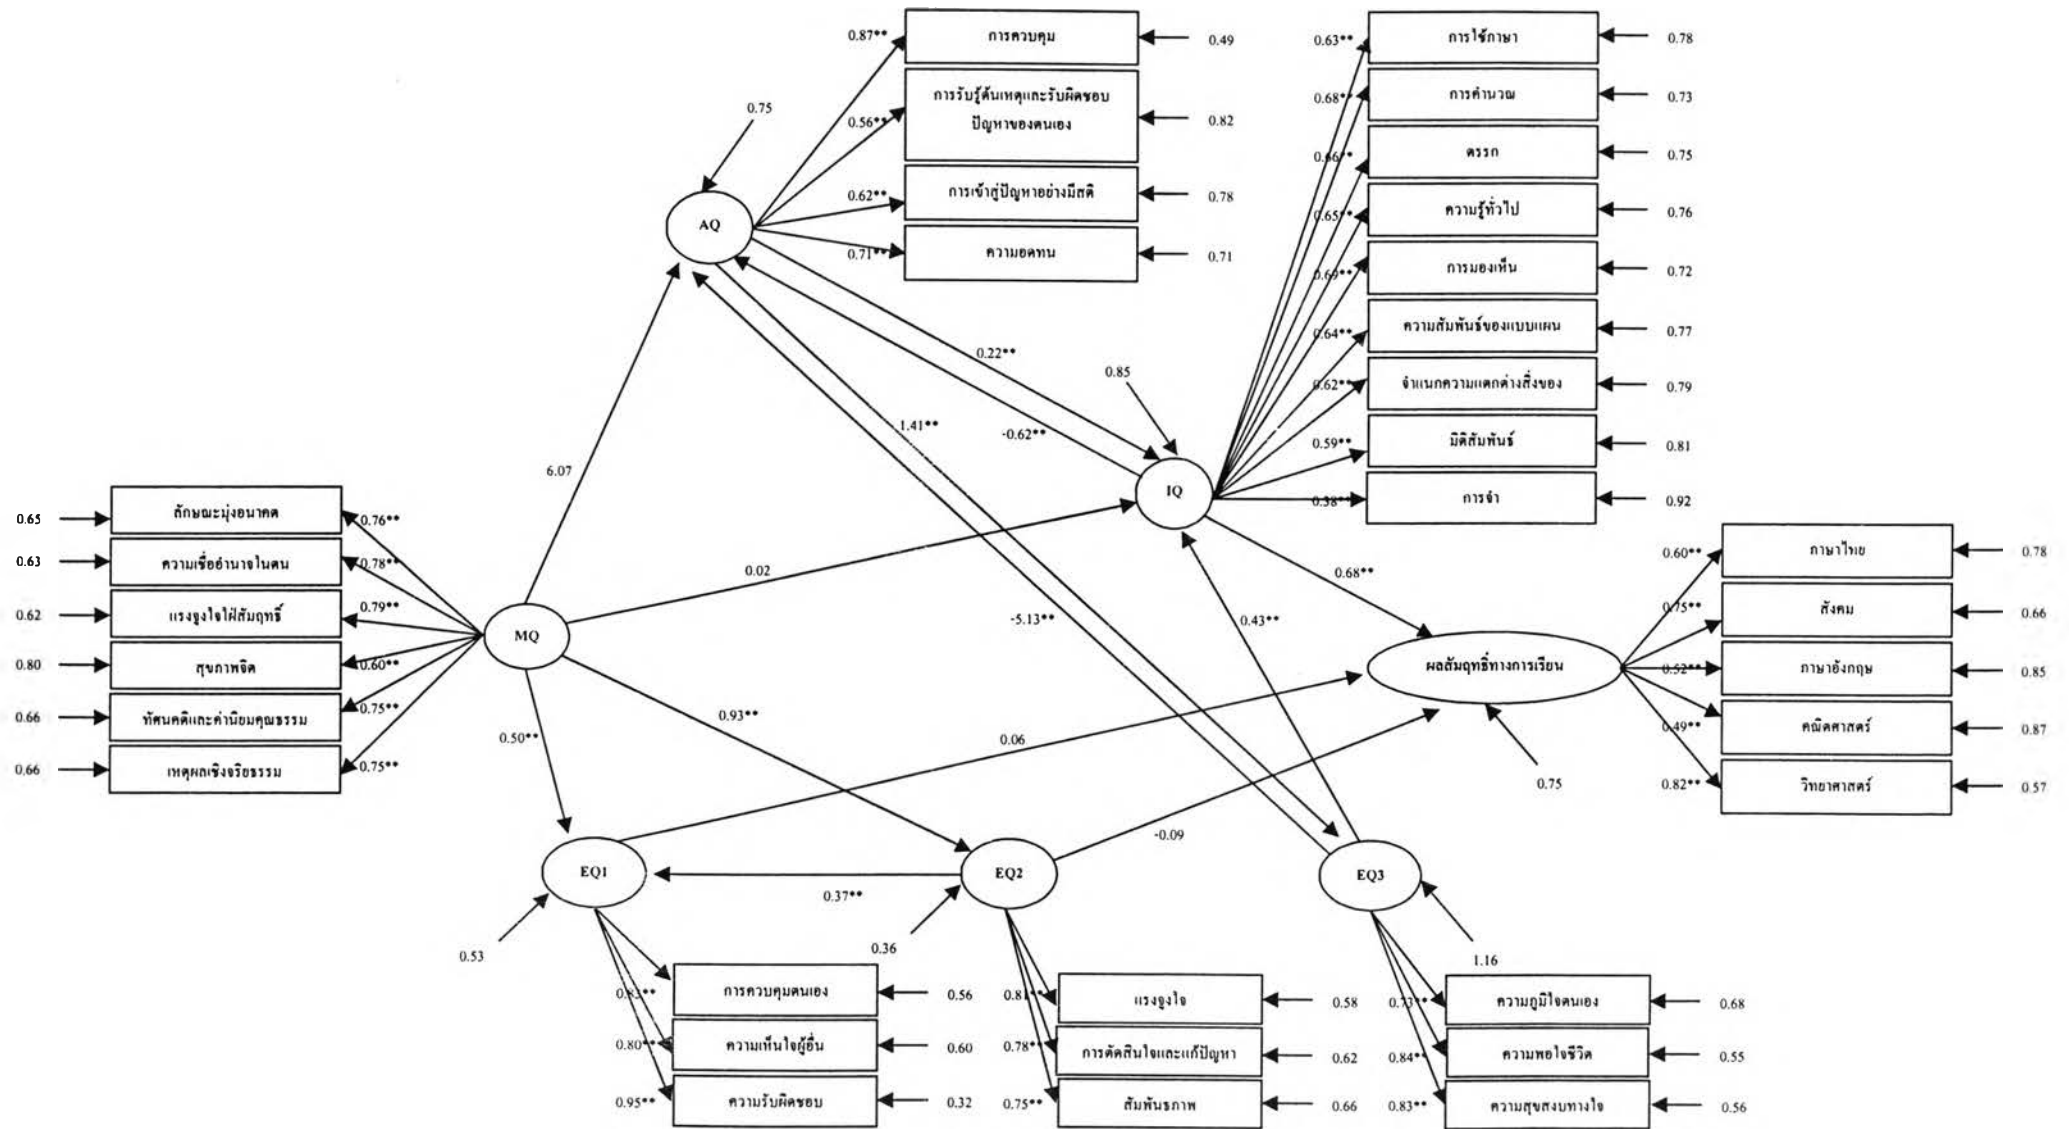 0.87**
การควบคุม
0.49
0.75
0.56**
การรับรู้ต้นเหตุและรับผิดชอบ
ปัญหาของตนเอง
0.82
0.62**
การเข้าสู่ปัญหาอย่างมีสติ
0.78
AQ
0.71**
ความอดทน
0.71
0.63**
การใช้ภาษา
0.78
0.68**
การคำนวณ
0.73
0.66**
ตรรก
0.75
0.65**
ความรู้ทั่วไป
0.76
0.69**
การมองเห็น
0.72
0.64**
ความสัมพันธ์ของแบบแผน
0.77
0.62**
จำแนกความแตกต่างสิ่งของ
0.79
0.59**
มิติสัมพันธ์
0.81
0.38**
การจำ
0.92
0.22**
0.85
1.41**
-0.62**
6.07
IQ
0.65
ลักษณะมุ่งอนาคต
0.76**
0.63
ความเชื่ออำนาจในตน
0.78**
0.62
แรงจูงใจใฝ่สัมฤทธิ์
0.79**
0.80
สุขภาพจิต
0.60**
0.66
ทัศนคติและค่านิยมคุณธรรม
0.75**
0.66
เหตุผลเชิงจริยธรรม
0.75**
MQ
0.02
0.68**
-5.13**
0.43**
0.93**
0.50**
0.06
ผลสัมฤทธิ์ทางการเรียน
0.75
0.60**
ภาษาไทย
0.78
0.75**
สังคม
0.66
0.52**
ภาษาอังกฤษ
0.85
0.49**
คณิตศาสตร์
0.87
0.82**
วิทยาศาสตร์
0.57
-0.09
EQ1
EQ2
EQ3
0.37**
0.53
0.36
1.16
0.83**
การควบคุมตนเอง
0.56
0.80**
ความเห็นใจผู้อื่น
0.60
0.95**
ความรับผิดชอบ
0.32
0.81**
แรงจูงใจ
0.58
0.78**
การตัดสินใจและแก้ปัญหา
0.62
0.75**
สัมพันธภาพ
0.66
0.73**
ความภูมิใจตนเอง
0.68
0.84**
ความพอใจชีวิต
0.55
0.83**
ความสุขสงบทางใจ
0.56